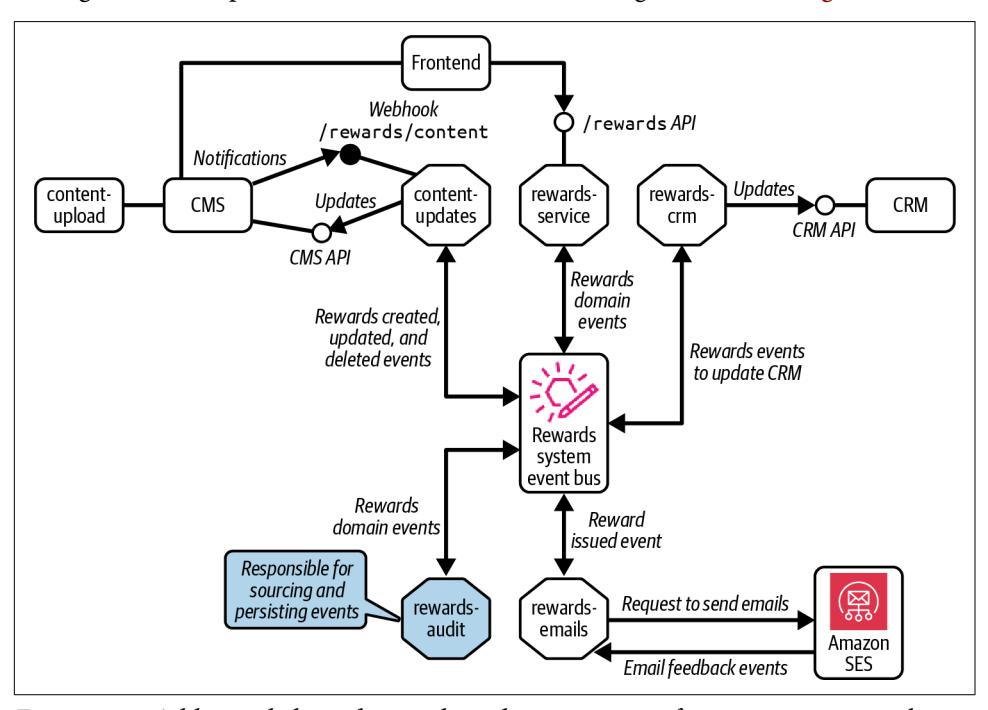 Frontend
Webhook
/rewards/content
/rewards API
Notifications
content-
upload
CMS
Updates
CMS API
content-
updates
rewards-
service
rewards-
crm
Updates
CRM API
CRM
Rewards created,
updated, and
deleted events
Rewards
domain
events
Rewards events
to update CRM
Rewards
system
event bus
Rewards
domain events
Reward
issued event
Responsible for
sourcing and
persisting events
rewards-
audit
rewards-
emails
Request to send emails
Email feedback events
Amazon
SES